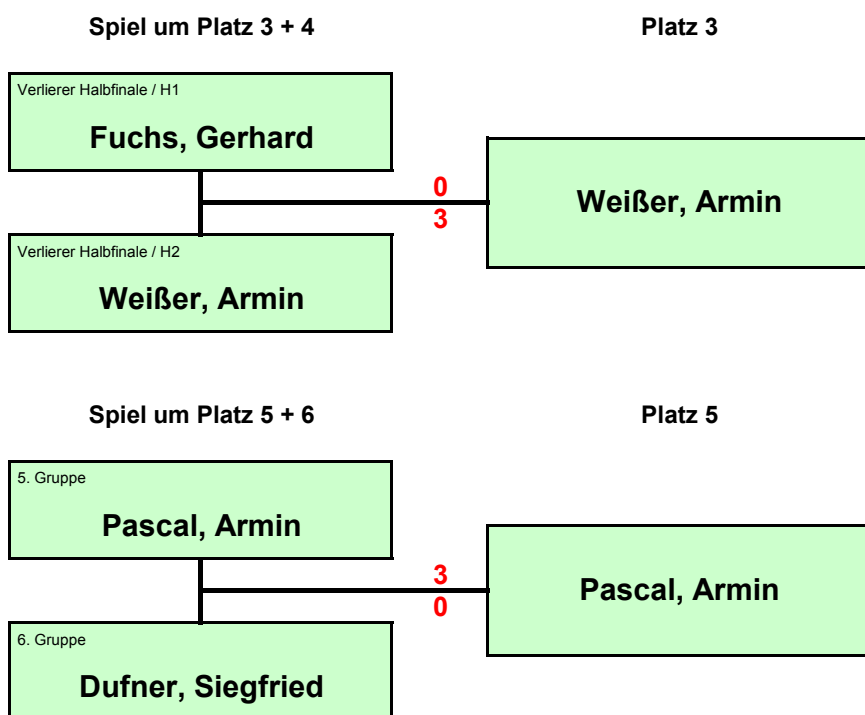 Spiel um Platz 3 + 4
Platz 3
Verlierer Halbfinale / H1
Fuchs, Gerhard
0
3
Weißer, Armin
Verlierer Halbfinale / H2
Weißer, Armin
Spiel um Platz 5 + 6
Platz 5
5. Gruppe
Pascal, Armin
3
0
Pascal, Armin
6. Gruppe
Dufner, Siegfried